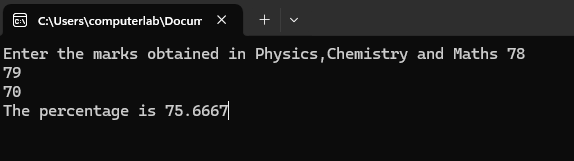 C:\Users\computerlab\Docum
Enter the marks obtained in Physics,Chemistry and Maths 78
79
70
The percentage is 75.6667